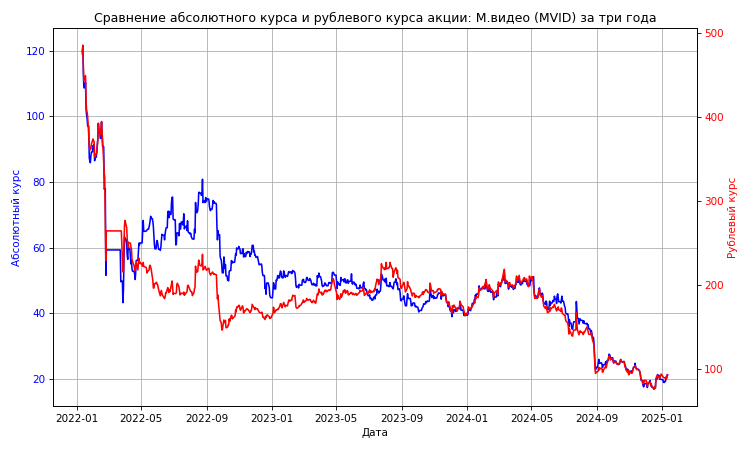 Сравнение абсолютного курса и рублевого курса акции: М.видео (MVID) за три года
120
100
80
60
40
20
Абсолютный курс
500
400
300
200
100
Рублевый курс
2022-01 2022-05 2022-09 2023-01 2023-05 2023-09 2024-01 2024-05 2024-09 2025-01
Дата